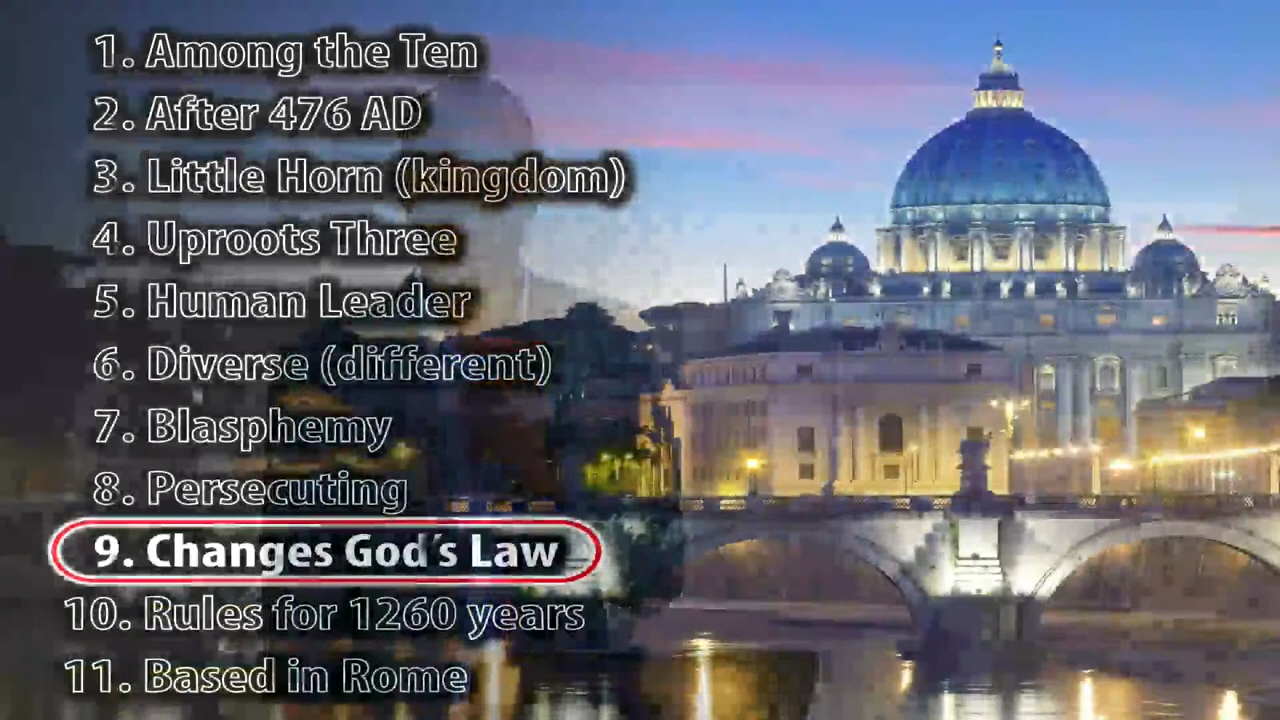 1. Among the Ten
2. After 476 AD
3. Little Horn (kingdom)
4. Uproots Three
5. Human Leader
6. Diverse (different)
7. Blasphemy
8. Persecuting
9. Changes God's Law
10. Rules for 1260 years
11. Based in Rome